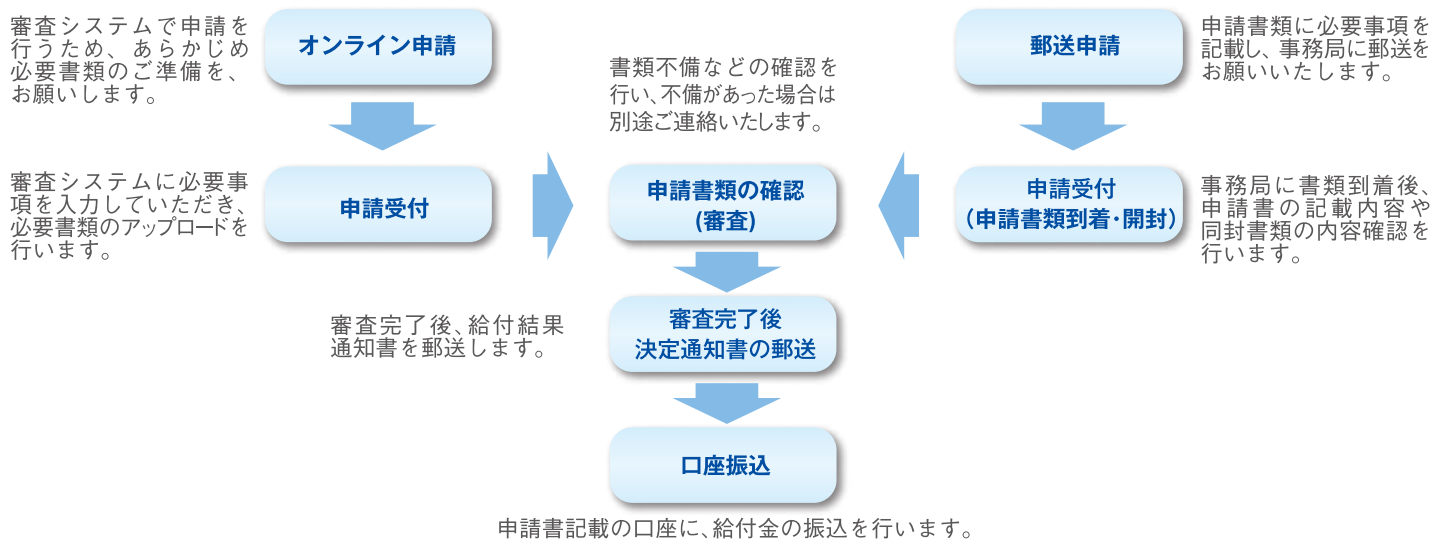 審査システムで申請を
行うため、あらかじめ
必要書類のご準備を、
お願いします。
オンライン申請
審査システムに必要事
項を入力していただき、
必要書類のアップロードを
行います。
申請受付
郵送申請
申請書類に必要事項を
記載し、事務局に郵送を
お願いいたします。
申請受付
（申請書類到着・開封）
事務局に書類到着後、
申請書の記載内容や
同封書類の内容確認を
行います。
書類不備などの確認を
行い、不備があった場合は
別途ご連絡いたします。
申請書類の確認
(審査)
審査完了後、給付結果
通知書を郵送します。
審査完了後
決定通知書の郵送
口座振込
申請書記載の口座に、給付金の振込を行います。